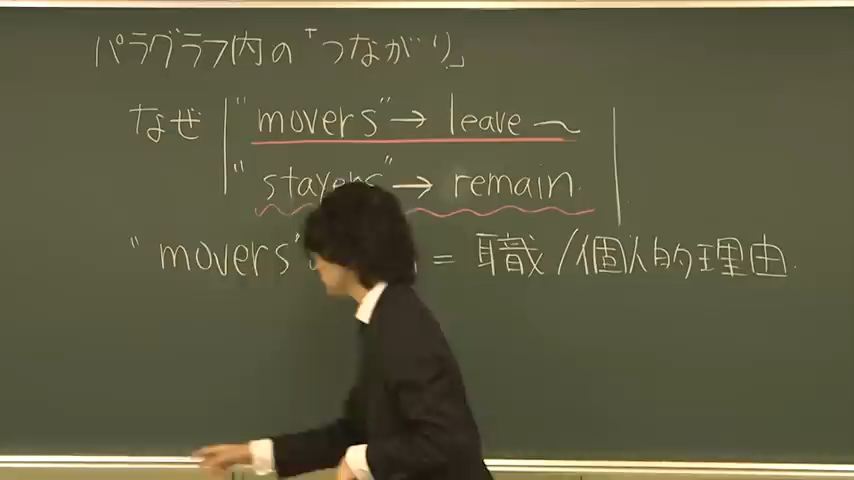 パラグラフ内の「つながり」
なぜ "movers" → leave ~
"stayers" → remain
"movers" = 職/個人的理由.